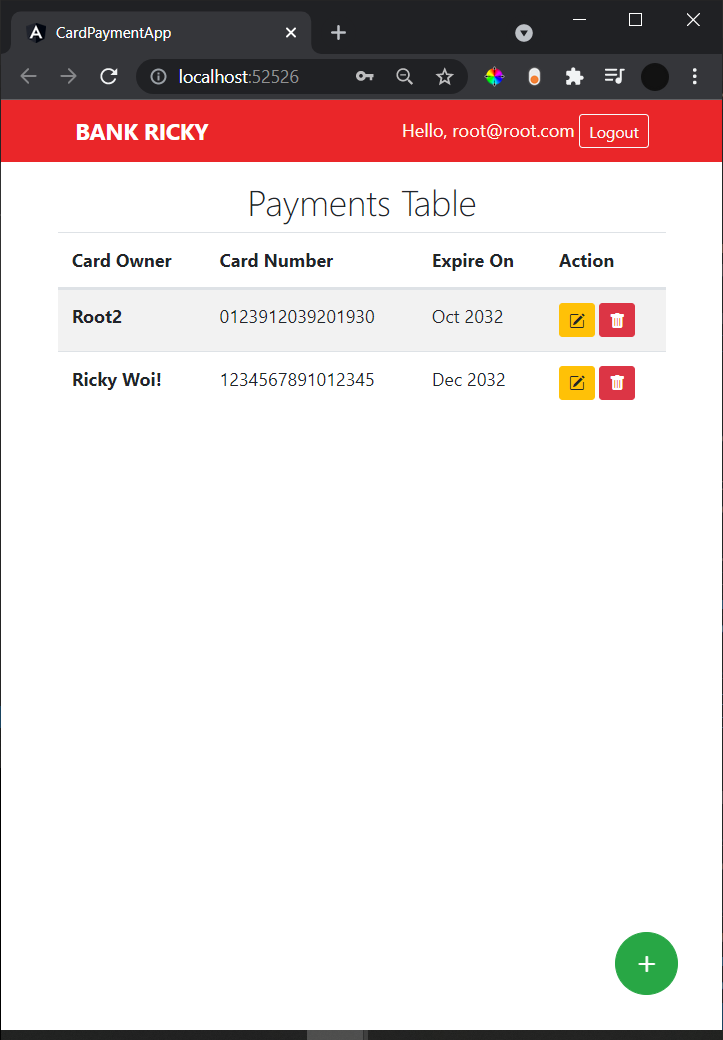 CardPaymentApp
localhost:52526
BANK RICKY Hello, root@root.com Logout
Payments Table
Card Owner Card Number Expire On Action
Root2 0123912039201930 Oct 2032
Ricky Woi! 1234567891012345 Dec 2032